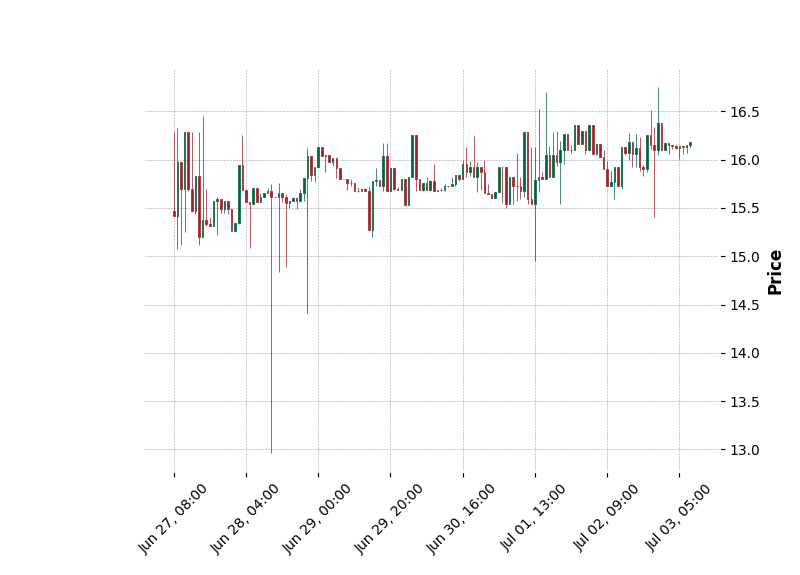 16.5
16.0
15.5
15.0
14.5
14.0
13.5
13.0
Price
Jun 27, 08:00
Jun 28, 04:00
Jun 29, 00:00
Jun 29, 20:00
Jun 30, 16:00
Jul 01, 13:00
Jul 02, 09:00
Jul 03, 05:00